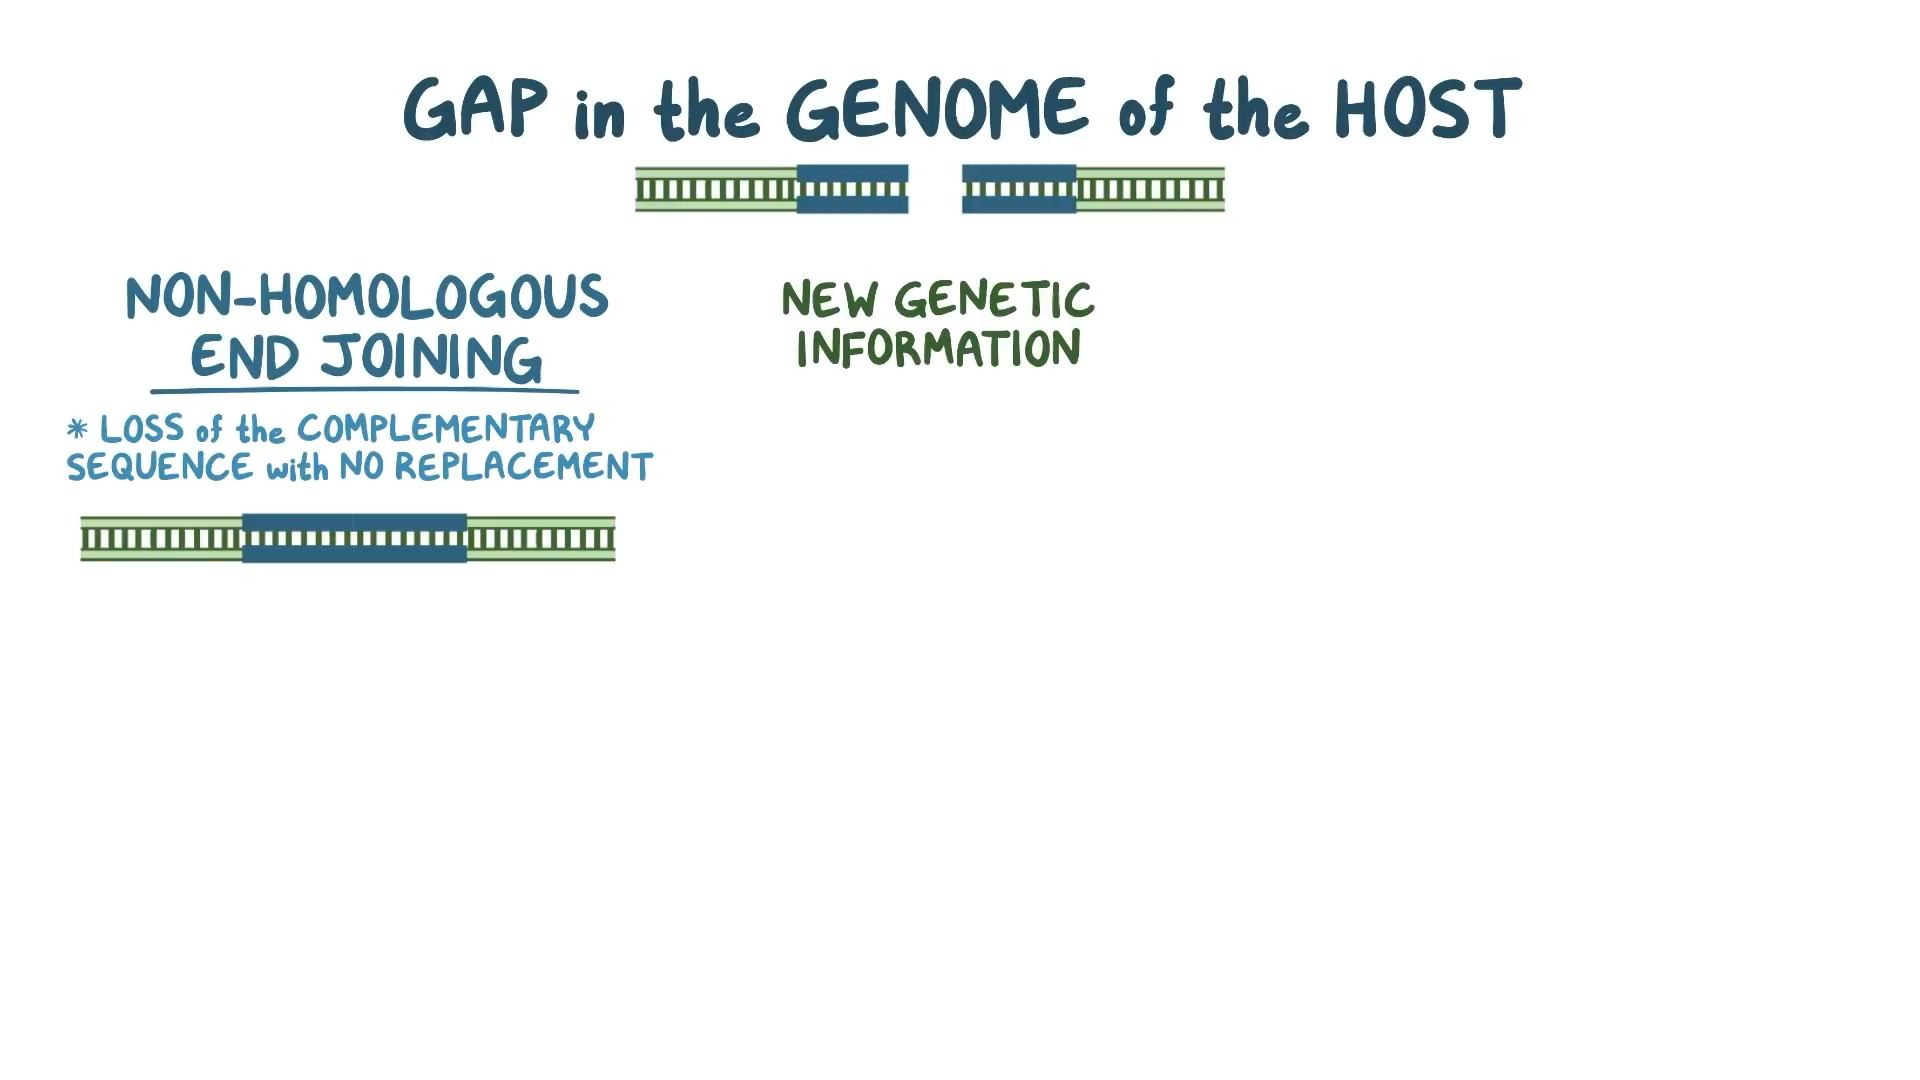 GAP in the GENOME of the HOST
NON-HOMOLOGOUS
END JOINING
* LOSS of the COMPLEMENTARY
SEQUENCE with NO REPLACEMENT
NEW GENETIC
INFORMATION